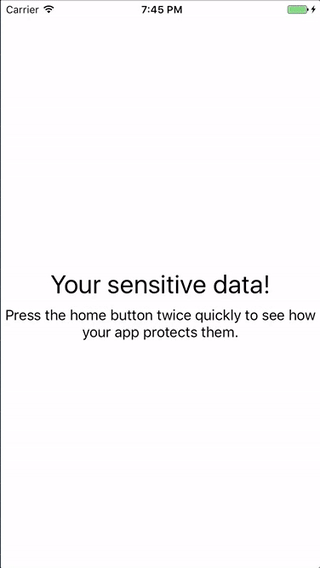 Carrier 7:45 PM
Your sensitive data!
Press the home button twice quickly to see how
your app protects them.